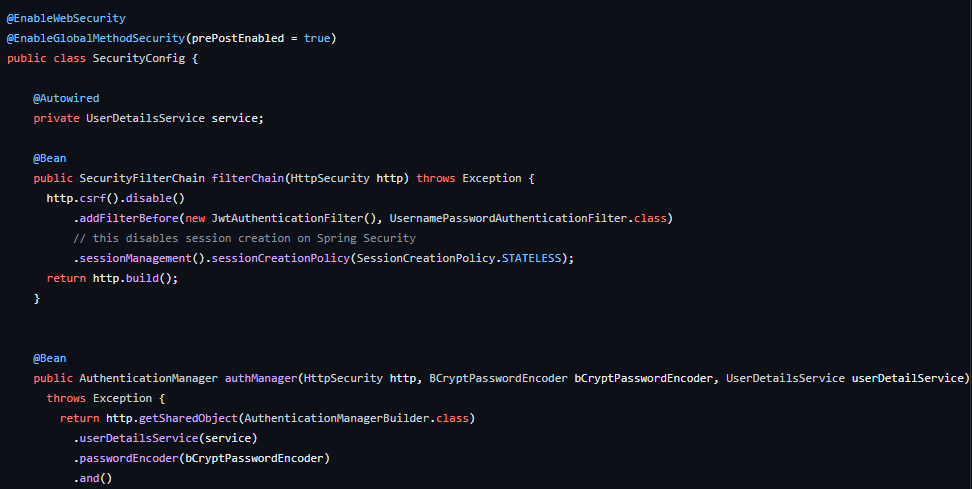 @EnableWebSecurity
@EnableGlobalMethodSecurity(prePostEnabled = true)
public class SecurityConfig {
@Autowired
private UserDetailsService service;
@Bean
public SecurityFilterChain filterChain(HttpSecurity http) throws Exception {
http.csrf().disable()
.addFilterBefore(new JwtAuthenticationFilter(), UsernamePasswordAuthenticationFilter.class)
// this disables session creation on Spring Security
.sessionManagement().sessionCreationPolicy(SessionCreationPolicy.STATELESS);
return http.build();
}
@Bean
public AuthenticationManager authManager(HttpSecurity http, BCryptPasswordEncoder bCryptPasswordEncoder, UserDetailsService userDetailService)
throws Exception {
return http.getSharedObject(AuthenticationManagerBuilder.class)
.userDetailsService(service)
.passwordEncoder(bCryptPasswordEncoder)
.and()